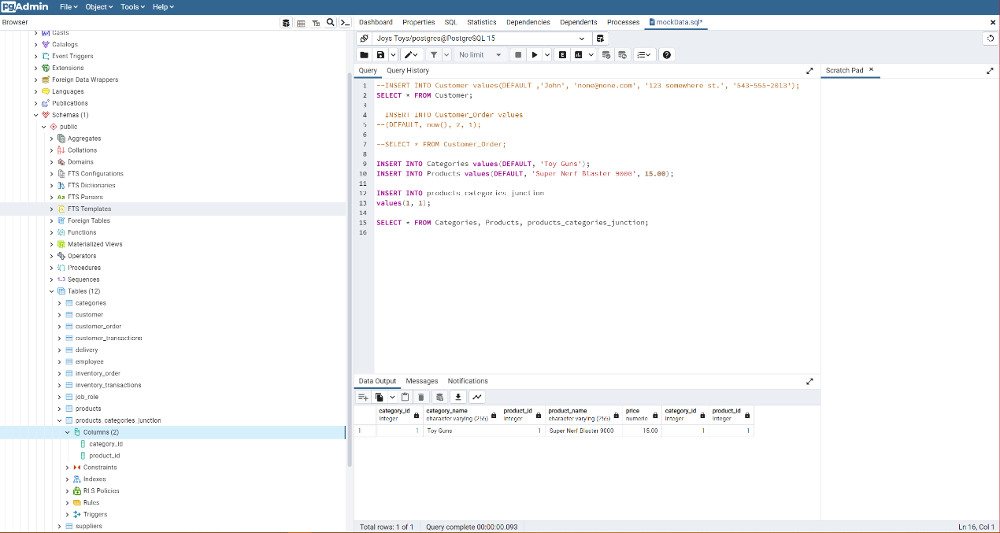 pgAdmin File Object Tools Help
Browser
Dashboard Properties SQL Statistics Dependencies Dependents Processes mockData.sql*
Casts
Catalogs
Event Triggers
Extensions
Foreign Data Wrappers
Languages
Publications
Schemas (1)
public
Aggregates
Collations
Domains
FTS Configurations
FTS Dictionaries
FTS Parsers
FTS Templates
Foreign Tables
Functions
Materialized Views
Operators
Procedures
1..3 Sequences
Tables (12)
categories
customer
customer_order
customer_transactions
delivery
employee
inventory_order
inventory_transactions
job_role
products
products_categories_junction
Columns (2)
category_id
product_id
Constraints
Indexes
RLS Policies
Rules
Triggers
suppliers
Joys Toys/postgres@PostgreSQL 15
No limit
Query Query History
Scratch Pad
1 --INSERT INTO Customer values(DEFAULT ,'John', 'none@none.com', '123 somewhere st.', '543-555-2013');
2 SELECT * FROM Customer;
3
4 INSERT INTO Customer_Order values
5 --(DEFAULT, now(), 2, 1);
6
7 --SELECT * FROM Customer_Order;
8
9 INSERT INTO Categories values(DEFAULT, 'Toy Guns');
10 INSERT INTO Products values(DEFAULT, 'Super Nerf Blaster 9000', 15.00);
11
12 INSERT INTO products_categories_junction
13 values(1, 1);
14
15 SELECT * FROM Categories, Products, products_categories_junction;
16
Data Output Messages Notifications
category_id category_name product_id product_name price category_id product_id
integer character varying (255) integer character varying (255) numeric integer integer
1 1 Toy Guns 1 Super Nerf Blaster 9000 15.00 1 1
Total rows: 1 of 1 Query complete 00:00:00.093 Ln 16, Col 1